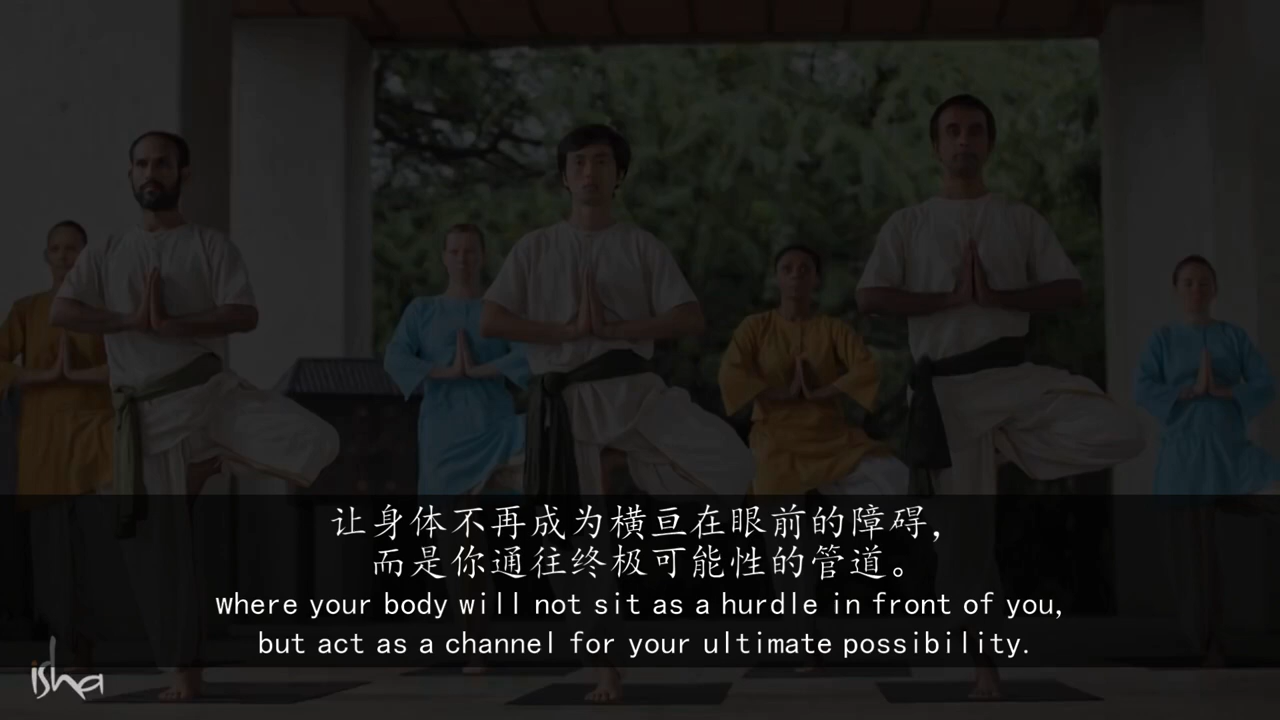 让身体不再成为横亘在眼前的障碍，
而是你通往终极可能性的管道。
where your body will not sit as a hurdle in front of you,
but act as a channel for your ultimate possibility.
isha